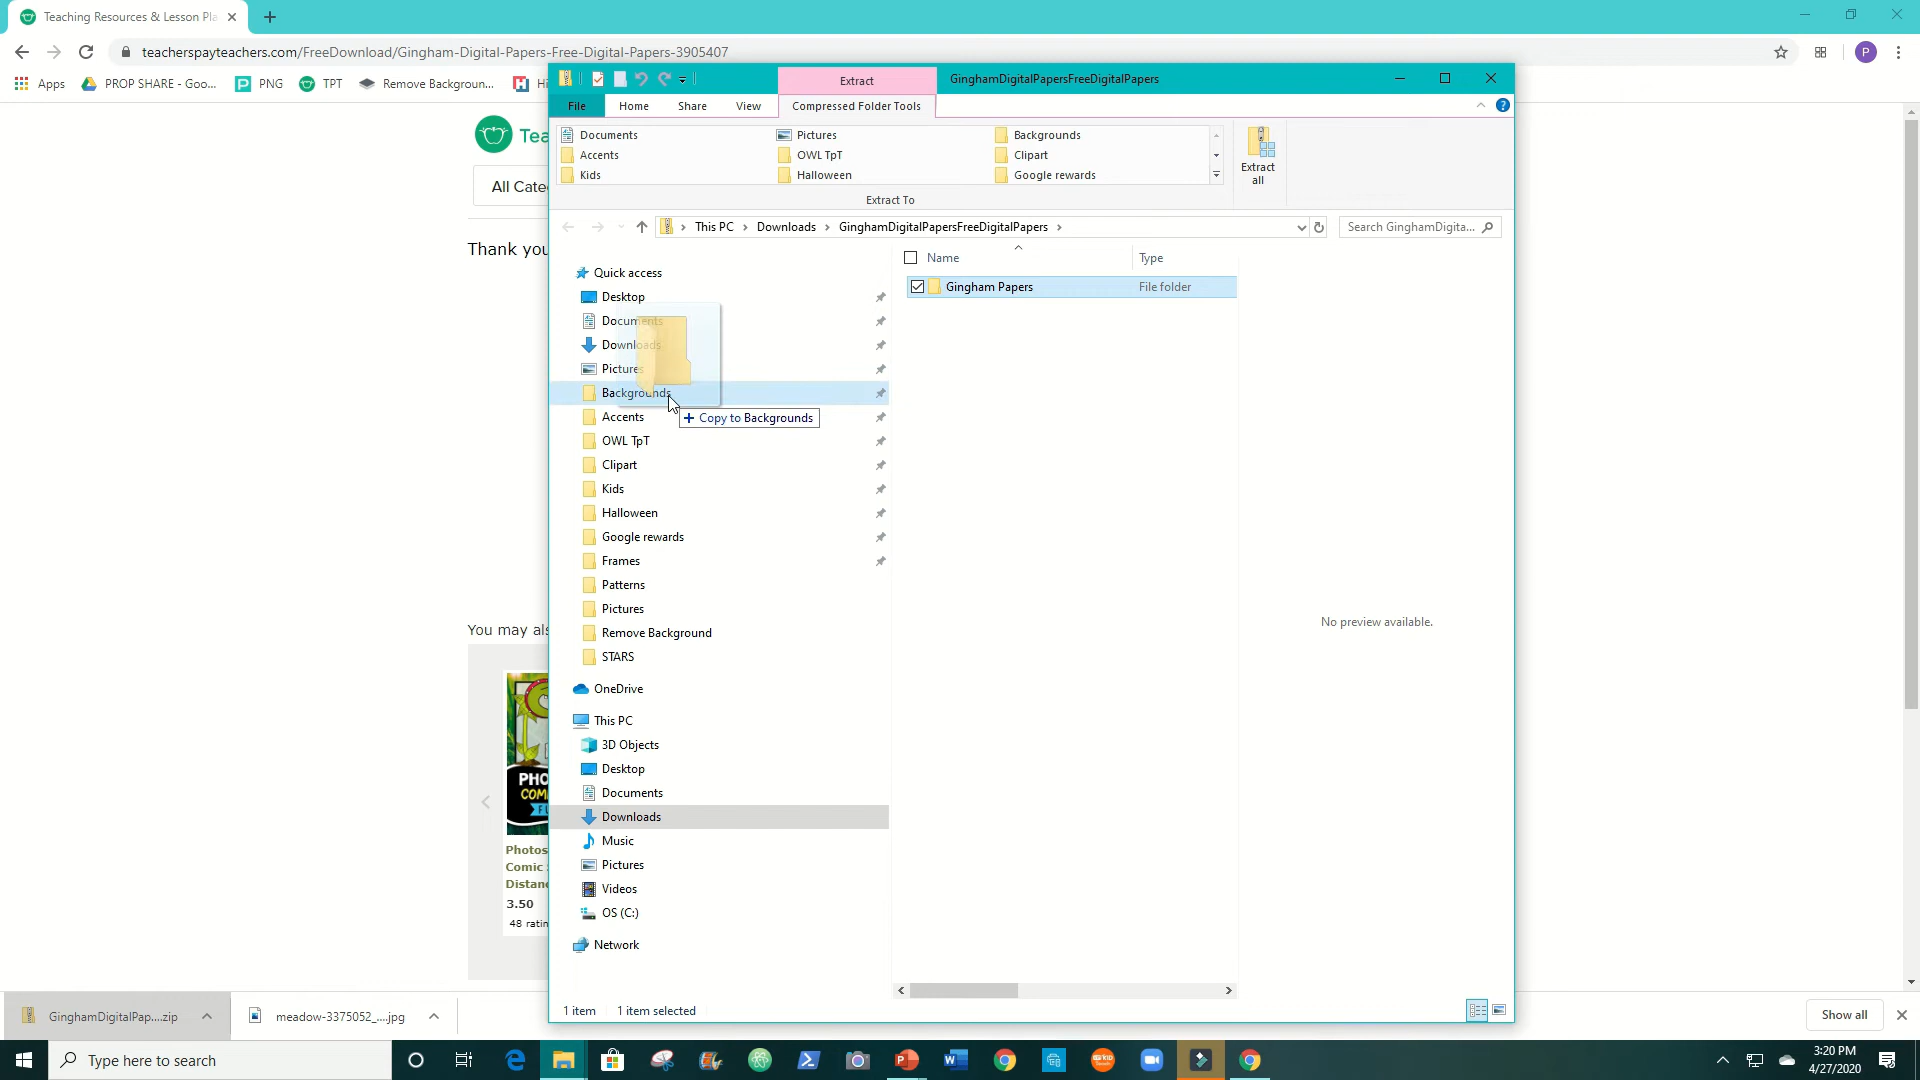 Teaching Resources & Lesson Pla
teacherspayteachers.com/FreeDownload/Gingham-Digital-Papers-Free-Digital-Papers-3905407
P
Apps
PROP SHARE - Goo...
PNG
TPT
Remove Backgroun...
Hi
Extract
GinghamDigitalPapersFreeDigitalPapers
File
Home
Share
View
Compressed Folder Tools
Documents
Pictures
Backgrounds
Accents
OWL TpT
Clipart
Kids
Halloween
Google rewards
Extract To
Extract
all
Tea
All Cate
Thank you
This PC
Downloads
GinghamDigitalPapersFreeDigitalPapers
Search GinghamDigita...
Name
Type
Gingham Papers
File folder
Quick access
Desktop
Documents
Downloads
Pictures
Backgrounds
Copy to Backgrounds
Accents
OWL TpT
Clipart
Kids
Halloween
Google rewards
Frames
Patterns
Pictures
Remove Background
STARS
OneDrive
This PC
3D Objects
Desktop
Documents
Downloads
Music
Pictures
Videos
OS (C:)
Network
No preview available.
You may als
PHO
COM
FL
Photos
Comic
Distanc
3.50
48 ratin
1 item
1 item selected
GinghamDigitalPap....zip
meadow-3375052_....jpg
Show all
Type here to search
3:20 PM
4/27/2020